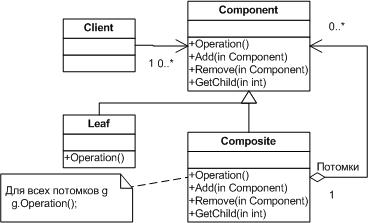 Component
Client
0..*
+Operation()
+Add(in Component)
+Remove(in Component)
+GetChild(in int)
1 0..*
Leaf
+Operation()
Composite
+Operation()
+Add(in Component)
+Remove(in Component)
+GetChild(in int)
Потомки
1
Для всех потомков g
g.Operation();